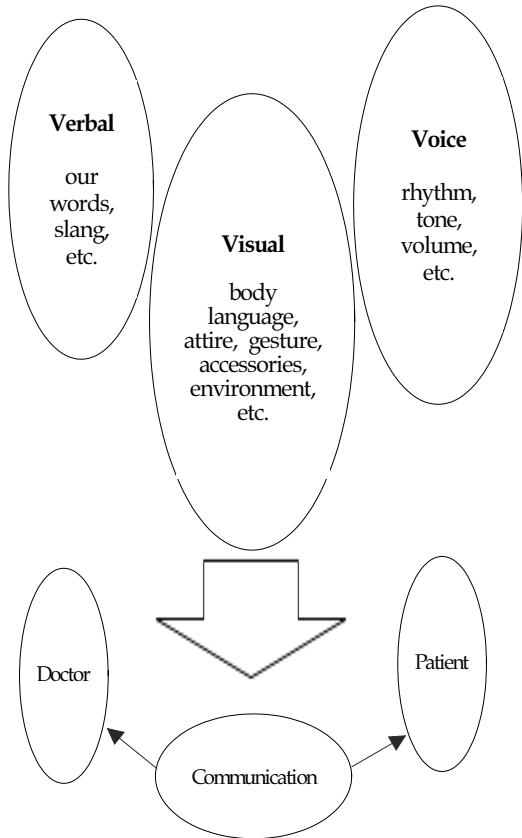 Verbal
our
words,
slang,
etc.
Visual
body
language,
attire, gesture,
accessories,
environment,
etc.
Voice
rhythm,
tone,
volume,
etc.
Doctor
Patient
Communication